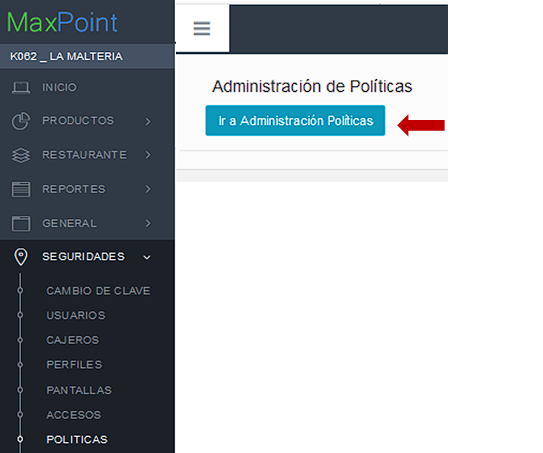 MaxPoint
K062 _ LA MALTERIA
INICIO
PRODUCTOS
RESTAURANTE
REPORTES
GENERAL
SEGURIDADES
CAMBIO DE CLAVE
USUARIOS
CAJEROS
PERFILES
PANTALLAS
ACCESOS
POLITICAS
Administración de Políticas
Ir a Administración Políticas